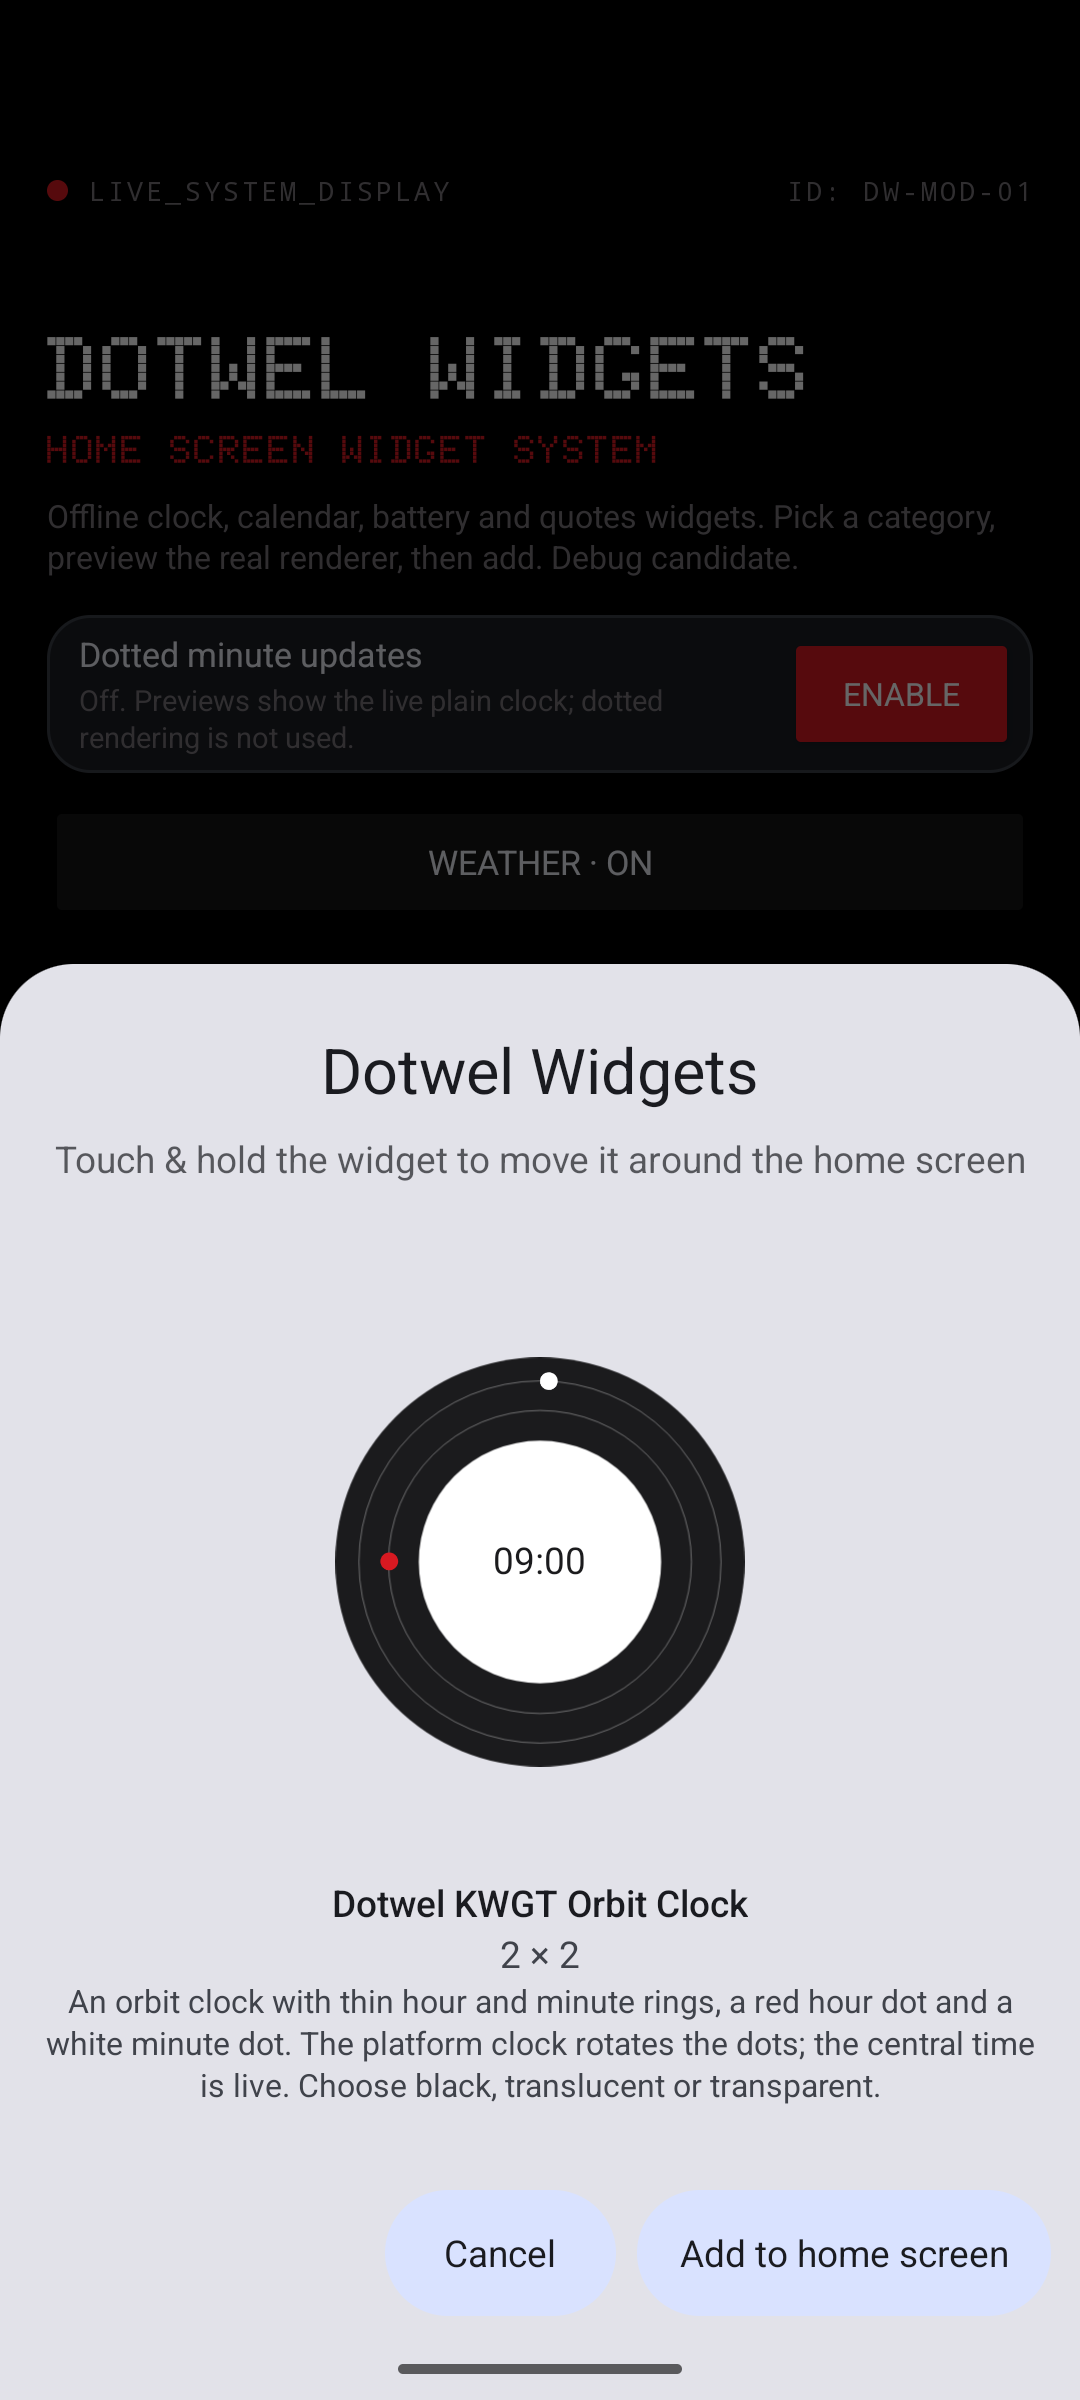 LIVE_SYSTEM_DISPLAY
ID: DW-MOD-01
DOTWEL WIDGETS
HOME SCREEN WIDGET SYSTEM
Offline clock, calendar, battery and quotes widgets. Pick a category,
preview the real renderer, then add. Debug candidate.
Dotted minute updates
Off. Previews show the live plain clock; dotted
rendering is not used.
ENABLE
WEATHER · ON
Dotwel Widgets
Touch & hold the widget to move it around the home screen
09:00
Dotwel KWGT Orbit Clock
2 × 2
An orbit clock with thin hour and minute rings, a red hour dot and a
white minute dot. The platform clock rotates the dots; the central time
is live. Choose black, translucent or transparent.
Cancel
Add to home screen